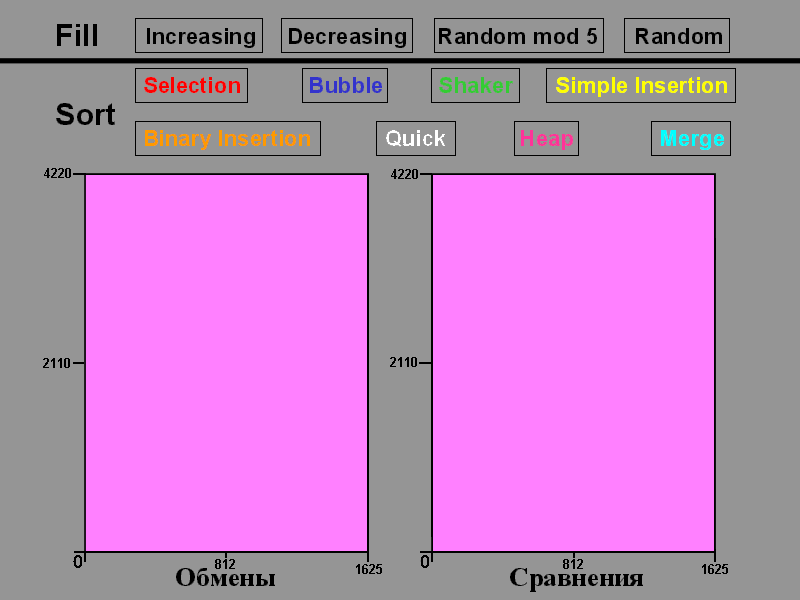 Fill Increasing Decreasing Random mod 5 Random
Selection Bubble Shaker Simple Insertion
Sort
Binary Insertion Quick Heap Merge
4220 4220
2110 2110
0 812 1625 0 812 1625
Обмены Сравнения